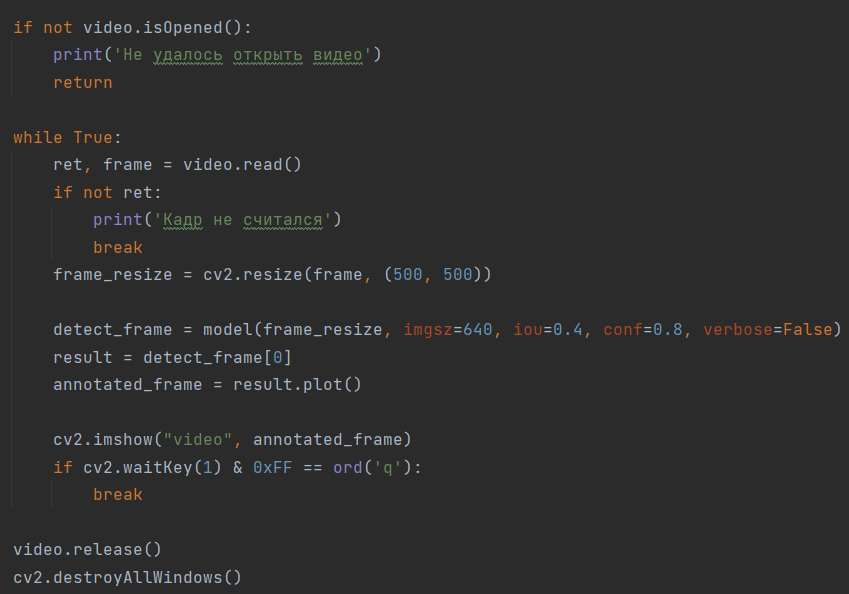 if not video.isOpened():
    print('Не удалось открыть видео')
    return

while True:
    ret, frame = video.read()
    if not ret:
        print('Кадр не считался')
        break
    frame_resize = cv2.resize(frame, (500, 500))

    detect_frame = model(frame_resize, imgsz=640, iou=0.4, conf=0.8, verbose=False)
    result = detect_frame[0]
    annotated_frame = result.plot()

    cv2.imshow("video", annotated_frame)
    if cv2.waitKey(1) & 0xFF == ord('q'):
        break

video.release()
cv2.destroyAllWindows()